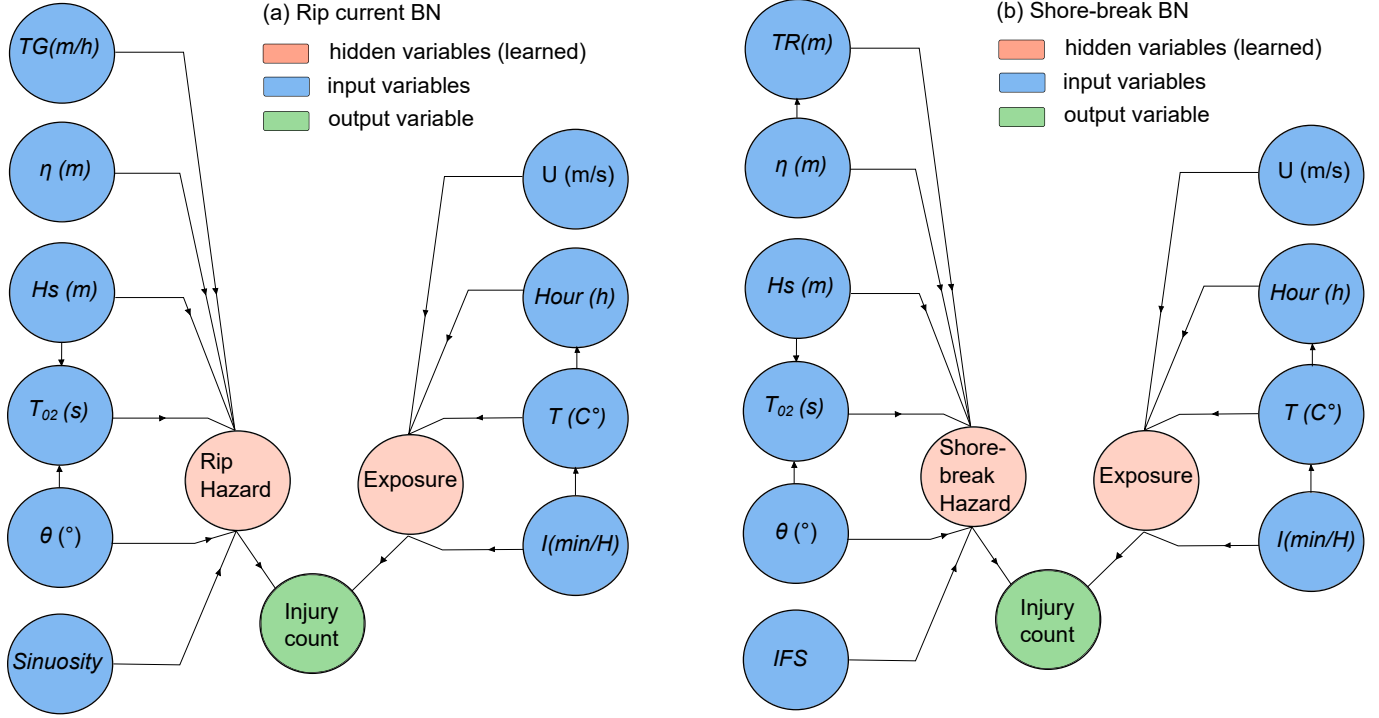 (a) Rip current BN
hidden variables (learned)
input variables
output variable
TG(m/h)
η (m)
Hs (m)
T02 (s)
θ (°)
Sinuosity
Rip
Hazard
Exposure
Injury
count
U (m/s)
Hour (h)
T (C°)
I(min/H)
(b) Shore-break BN
hidden variables (learned)
input variables
output variable
TR(m)
η (m)
Hs (m)
T02 (s)
θ (°)
IFS
Shore-
break
Hazard
Exposure
Injury
count
U (m/s)
Hour (h)
T (C°)
I(min/H)